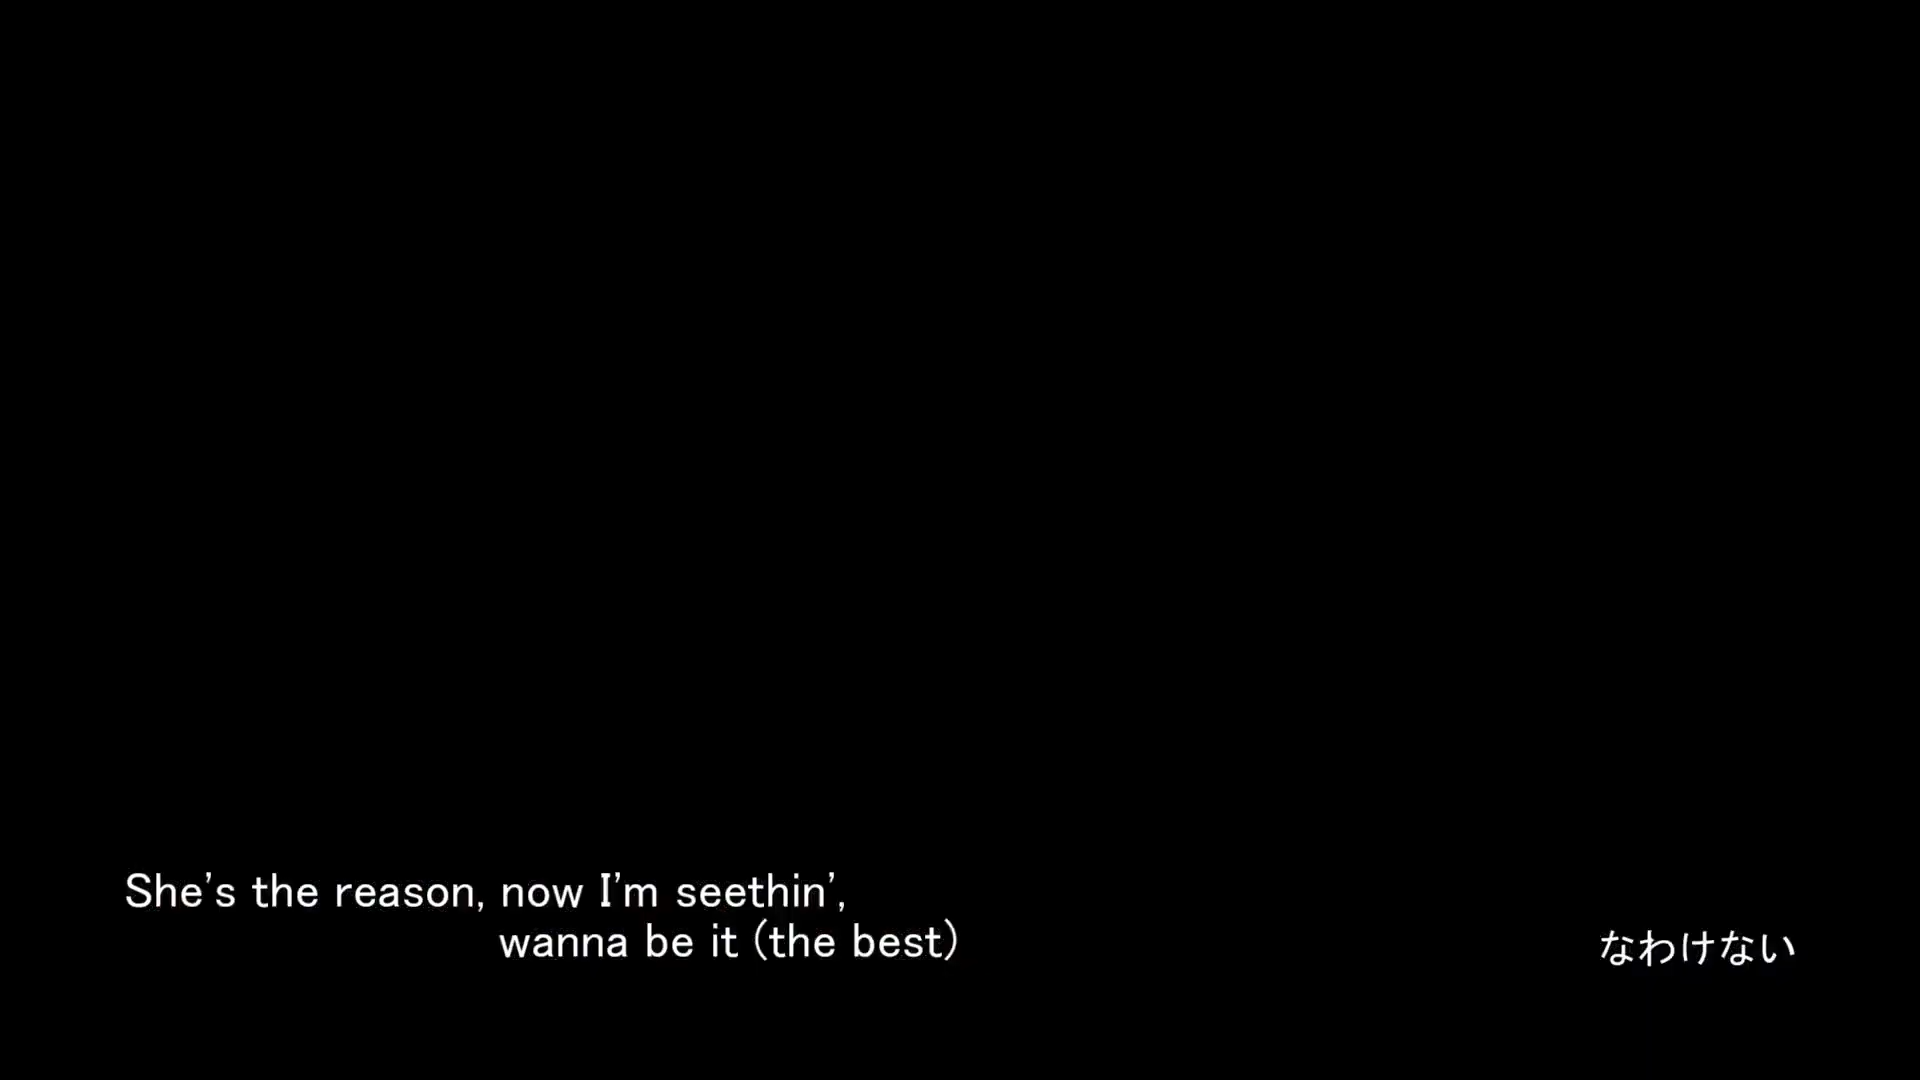 She’s the reason, now I’m seethin’,
wanna be it (the best)
なわけない